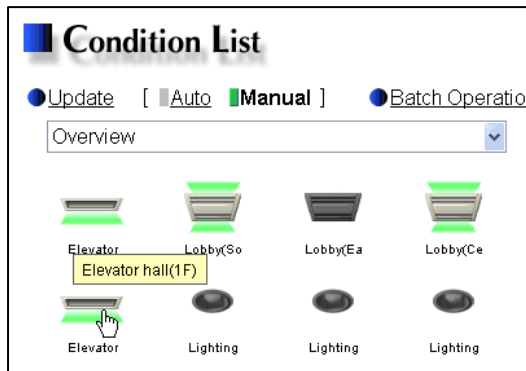 Condition List
Update [ Auto Manual ] Batch Operatio
Overview
Elevator Lobby(So Lobby(Ea Lobby(Ce
Elevator hall(1F)
Elevator Lighting Lighting Lighting